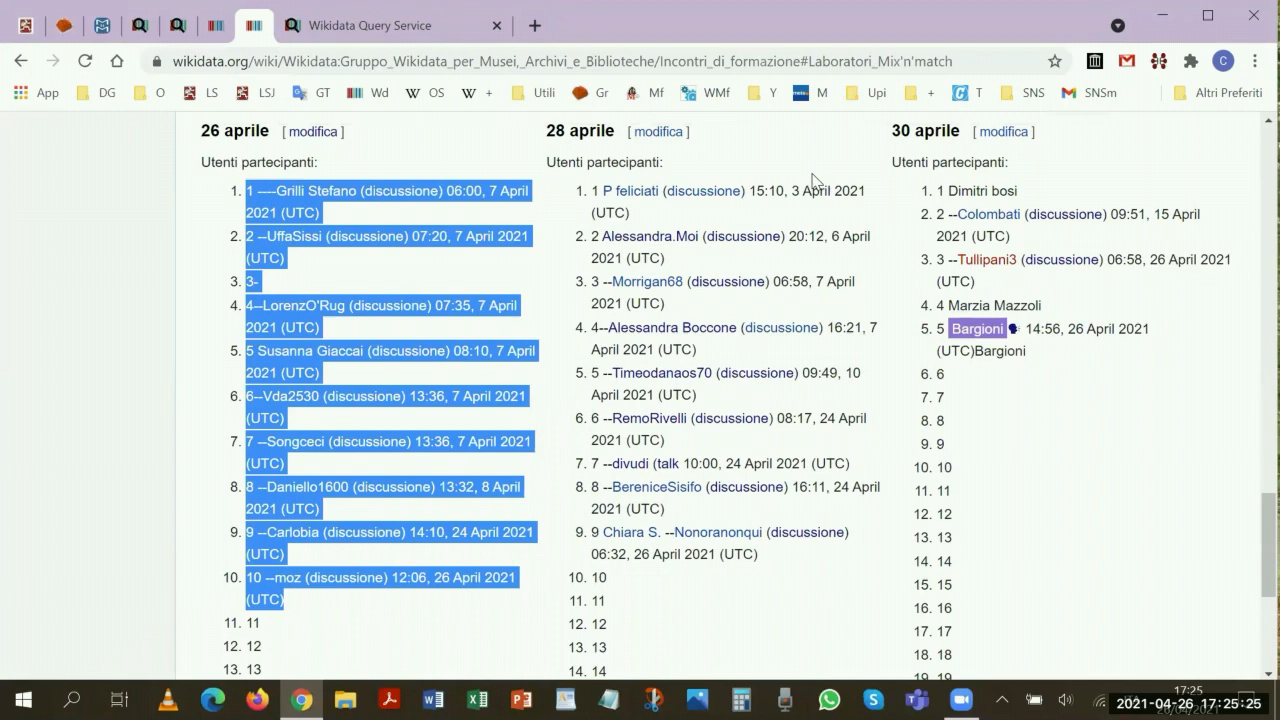 Wikidata Query Service
wikidata.org/wiki/Wikidata:Gruppo_Wikidata_per_Musei,_Archivi_e_Biblioteche/Incontri_di_formazione#Laboratori_Mix'n'match
App DG O LS LSJ GT Wd OS + Utili Gr Mf WMf Y M Upi + T SNS SNSm Altri Preferiti
26 aprile [ modifica ]
Utenti partecipanti:
1. 1 ----Grilli Stefano (discussione) 06:00, 7 April
2021 (UTC)
2. 2 --UffaSissi (discussione) 07:20, 7 April 2021
(UTC)
3. 3-
4. 4--LorenzO'Rug (discussione) 07:35, 7 April
2021 (UTC)
5. 5 Susanna Giaccai (discussione) 08:10, 7 April
2021 (UTC)
6. 6--Vda2530 (discussione) 13:36, 7 April 2021
(UTC)
7. 7 --Songceci (discussione) 13:36, 7 April 2021
(UTC)
8. 8 --Daniello1600 (discussione) 13:32, 8 April
2021 (UTC)
9. 9 --Carlobia (discussione) 14:10, 24 April 2021
(UTC)
10. 10 --moz (discussione) 12:06, 26 April 2021
(UTC)
11. 11
12. 12
13. 13
28 aprile [ modifica ]
Utenti partecipanti:
1. 1 P feliciati (discussione) 15:10, 3 April 2021
(UTC)
2. 2 Alessandra.Moi (discussione) 20:12, 6 April
2021 (UTC)
3. 3 --Morrigan68 (discussione) 06:58, 7 April
2021 (UTC)
4. 4--Alessandra Boccone (discussione) 16:21, 7
April 2021 (UTC)
5. 5 --Timeodanaos70 (discussione) 09:49, 10
April 2021 (UTC)
6. 6 --RemoRivelli (discussione) 08:17, 24 April
2021 (UTC)
7. 7 --divudi (talk 10:00, 24 April 2021 (UTC)
8. 8 --BereniceSisifo (discussione) 16:11, 24 April
2021 (UTC)
9. 9 Chiara S. --Nonoranonqui (discussione)
06:32, 26 April 2021 (UTC)
10. 10
11. 11
12. 12
13. 13
14. 14
30 aprile [ modifica ]
Utenti partecipanti:
1. 1 Dimitri bosi
2. 2 --Colombati (discussione) 09:51, 15 April
2021 (UTC)
3. 3 --Tullipani3 (discussione) 06:58, 26 April 2021
(UTC)
4. 4 Marzia Mazzoli
5. 5 Bargioni 14:56, 26 April 2021
(UTC)Bargioni
6. 6
7. 7
8. 8
9. 9
10. 10
11. 11
12. 12
13. 13
14. 14
15. 15
16. 16
17. 17
18. 18
19. 19
17:25
2021-04-26 17:25:25